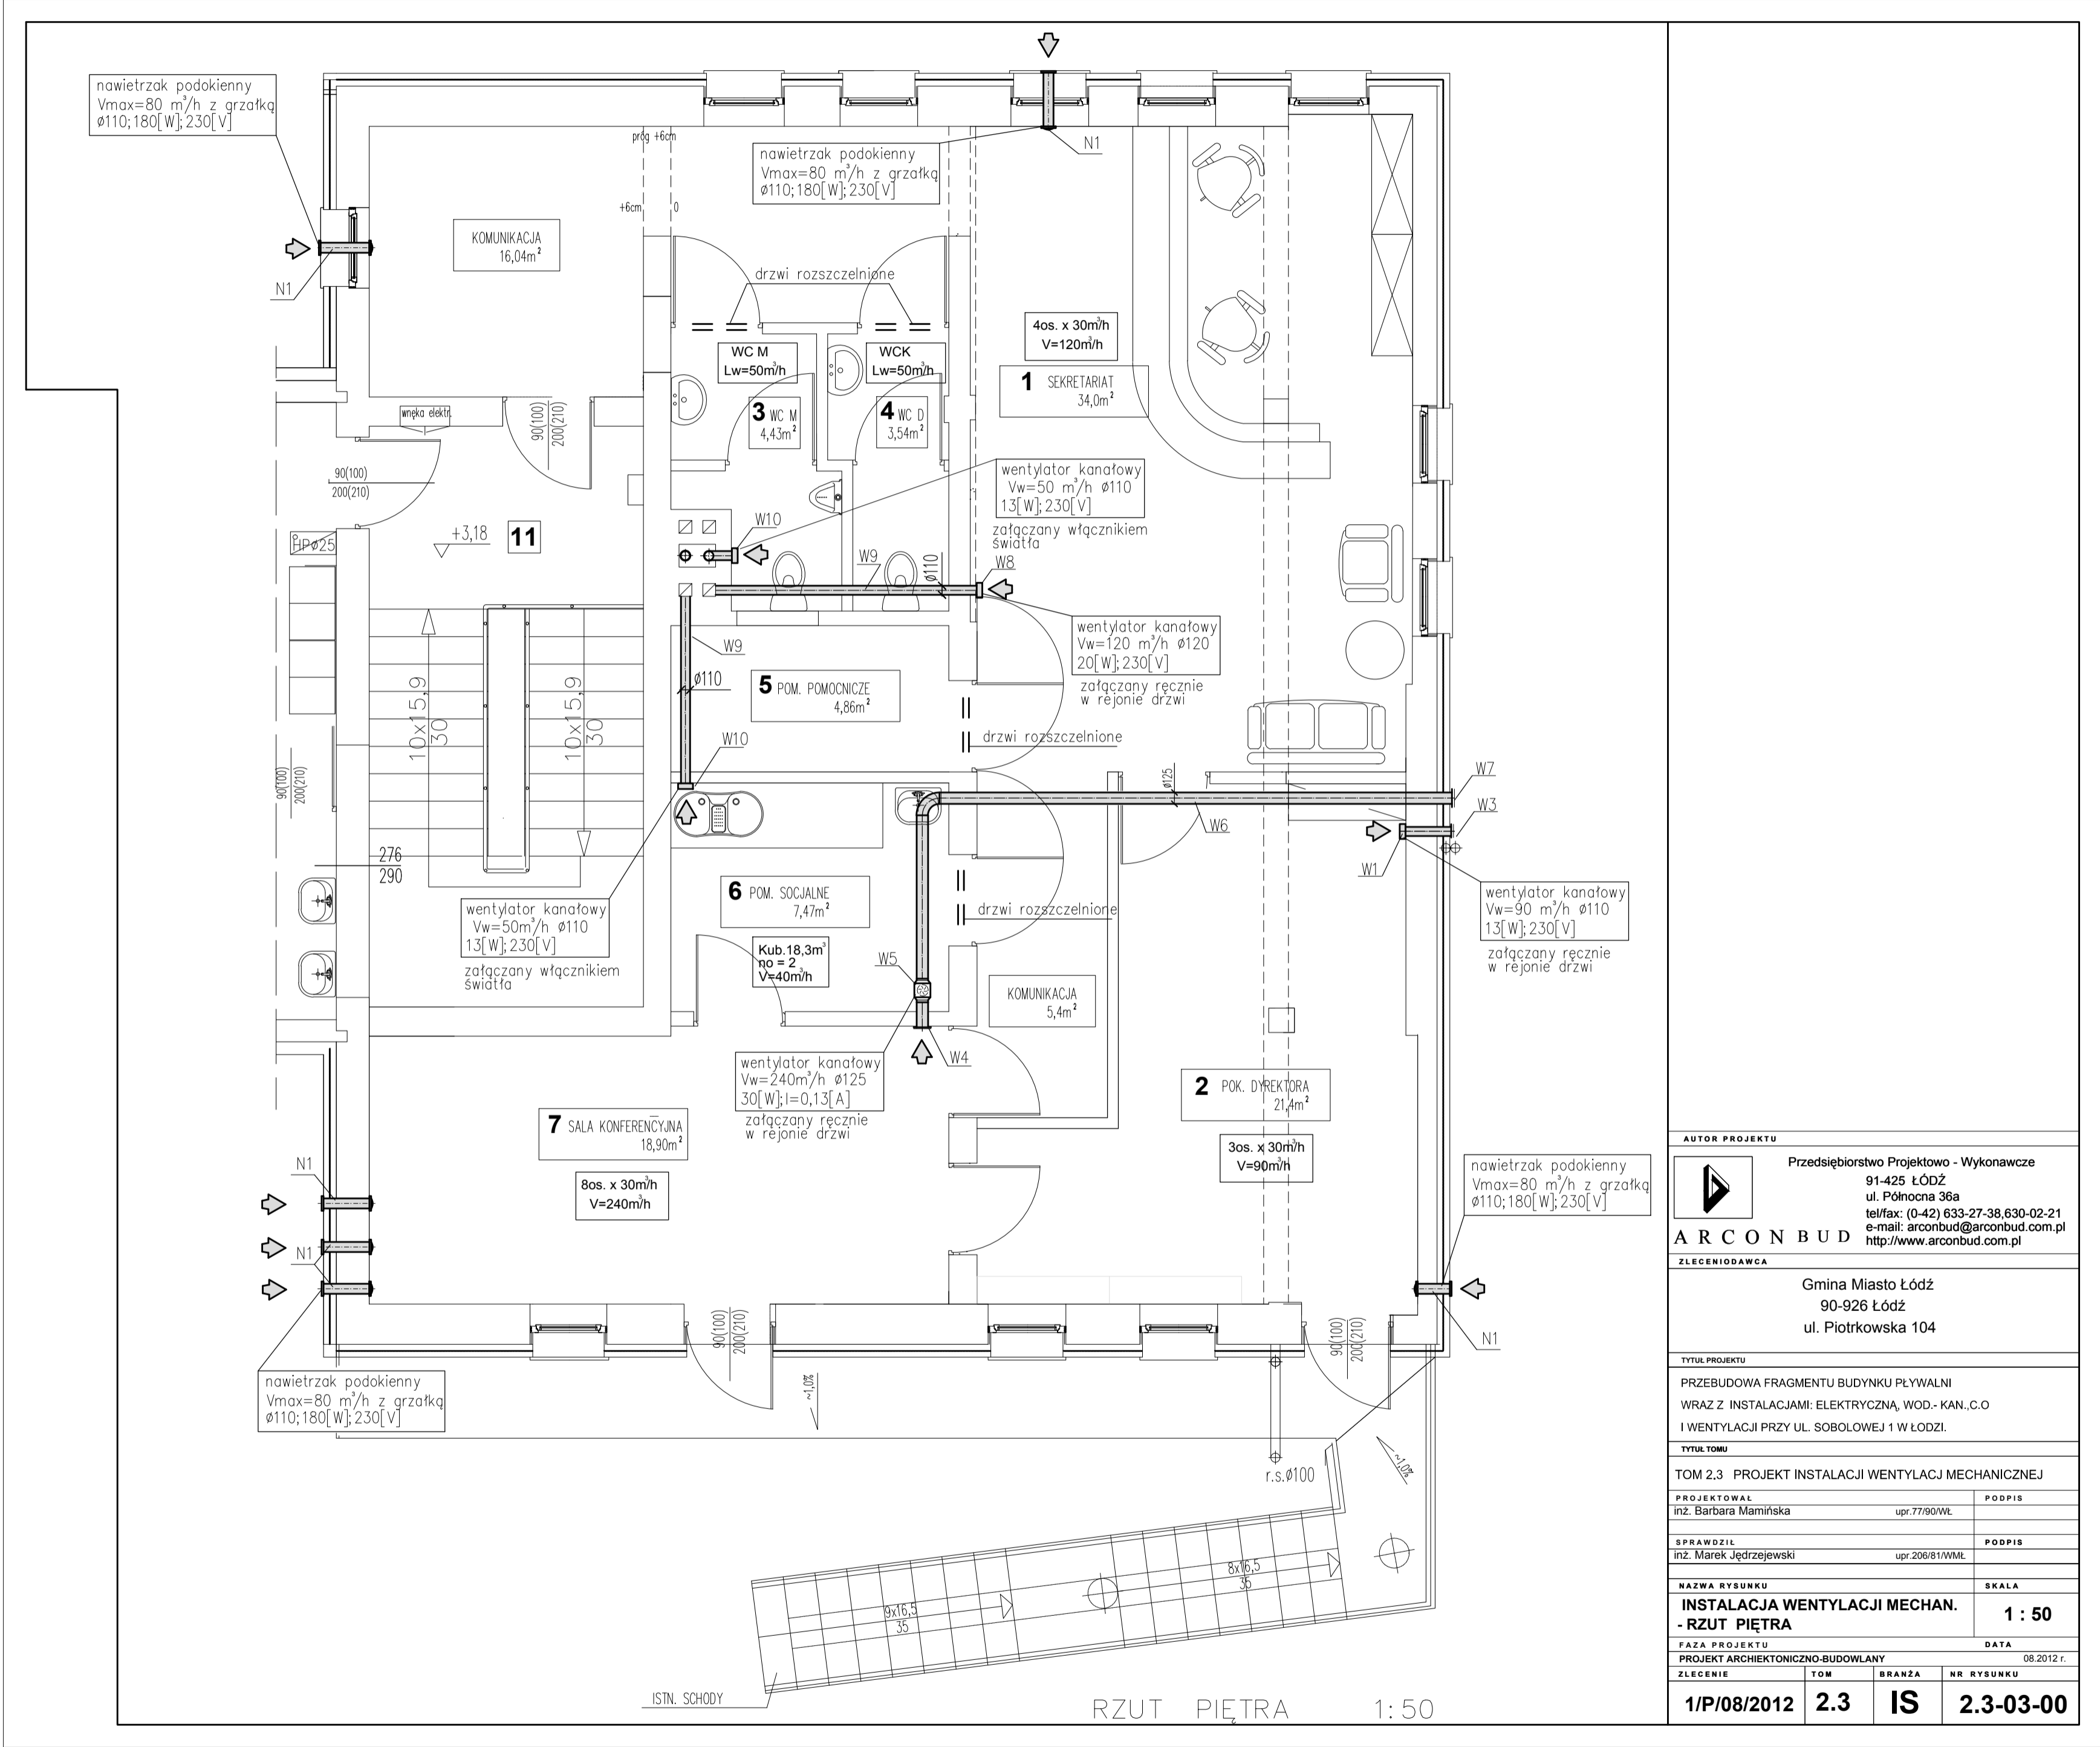 nawietrzak podokienny
Vmax=80 m³/h z grzałką
ø110;180[W];230[V]
N1
KOMUNIKACJA
16,04m²
próg +6cm
+6cm
0
nawietrzak podokienny
Vmax=80 m³/h z grzałką
ø110;180[W];230[V]
N1
drzwi rozszczelnione
WC M
Lw=50m³/h
WCK
Lw=50m³/h
3 WC M
4,43m²
4 WC D
3,54m²
4os. x 30m³/h
V=120m³/h
1 SEKRETARIAT
34,0m²
wnęka elektr.
90(100)
200(210)
90(100)
200(210)
HPø25
+3,18
11
wentylator kanałowy
Vw=50 m³/h ø110
13[W];230[V]
załączany włącznikiem
światła
W10
W9
ø110
W8
wentylator kanałowy
Vw=120 m³/h ø120
20[W];230[V]
załączany ręcznie
w rejonie drzwi
W9
ø110
5 POM. POMOCNICZE
4,86m²
drzwi rozszczelnione
W10
10x15,9
30
10x15,9
30
90(100)
200(210)
276
290
ø125
W6
W7
W3
W1
wentylator kanałowy
Vw=90 m³/h ø110
13[W];230[V]
załączany ręcznie
w rejonie drzwi
6 POM. SOCJALNE
7,47m²
drzwi rozszczelnione
wentylator kanałowy
Vw=50m³/h ø110
13[W];230[V]
załączany włącznikiem
światła
Kub.18,3m³
no = 2
V=40m³/h
W5
KOMUNIKACJA
5,4m²
W4
wentylator kanałowy
Vw=240m³/h ø125
30[W];I=0,13[A]
załączany ręcznie
w rejonie drzwi
2 POK. DYREKTORA
21,4m²
3os. x 30m³/h
V=90m³/h
7 SALA KONFERENCYJNA
18,90m²
8os. x 30m³/h
V=240m³/h
N1
N1
nawietrzak podokienny
Vmax=80 m³/h z grzałką
ø110;180[W];230[V]
N1
nawietrzak podokienny
Vmax=80 m³/h z grzałką
ø110;180[W];230[V]
90(100)
200(210)
90(100)
200(210)
~1,0%
~1,0%
r.s.ø100
9x16,5
35
8x16,5
35
ISTN. SCHODY
RZUT PIĘTRA 1:50
AUTOR PROJEKTU
Przedsiębiorstwo Projektowo - Wykonawcze
91-425 ŁÓDŹ
ul. Północna 36a
tel/fax: (0-42) 633-27-38,630-02-21
e-mail: arconbud@arconbud.com.pl
http://www.arconbud.com.pl
ARCONBUD
ZLECENIODAWCA
Gmina Miasto Łódź
90-926 Łódź
ul. Piotrkowska 104
TYTUŁ PROJEKTU
PRZEBUDOWA FRAGMENTU BUDYNKU PŁYWALNI
WRAZ Z INSTALACJAMI: ELEKTRYCZNĄ, WOD.- KAN.,C.O
I WENTYLACJI PRZY UL. SOBOLOWEJ 1 W ŁODZI.
TYTUŁ TOMU
TOM 2.3 PROJEKT INSTALACJI WENTYLACJ MECHANICZNEJ
PROJEKTOWAŁ PODPIS
inż. Barbara Mamińska upr.77/90/WŁ
SPRAWDZIŁ PODPIS
inż. Marek Jędrzejewski upr.206/81/WMŁ
NAZWA RYSUNKU SKALA
INSTALACJA WENTYLACJI MECHAN.
- RZUT PIĘTRA
1 : 50
FAZA PROJEKTU DATA
PROJEKT ARCHIEKTONICZNO-BUDOWLANY 08.2012 r.
ZLECENIE TOM BRANŻA NR RYSUNKU
1/P/08/2012 2.3 IS 2.3-03-00